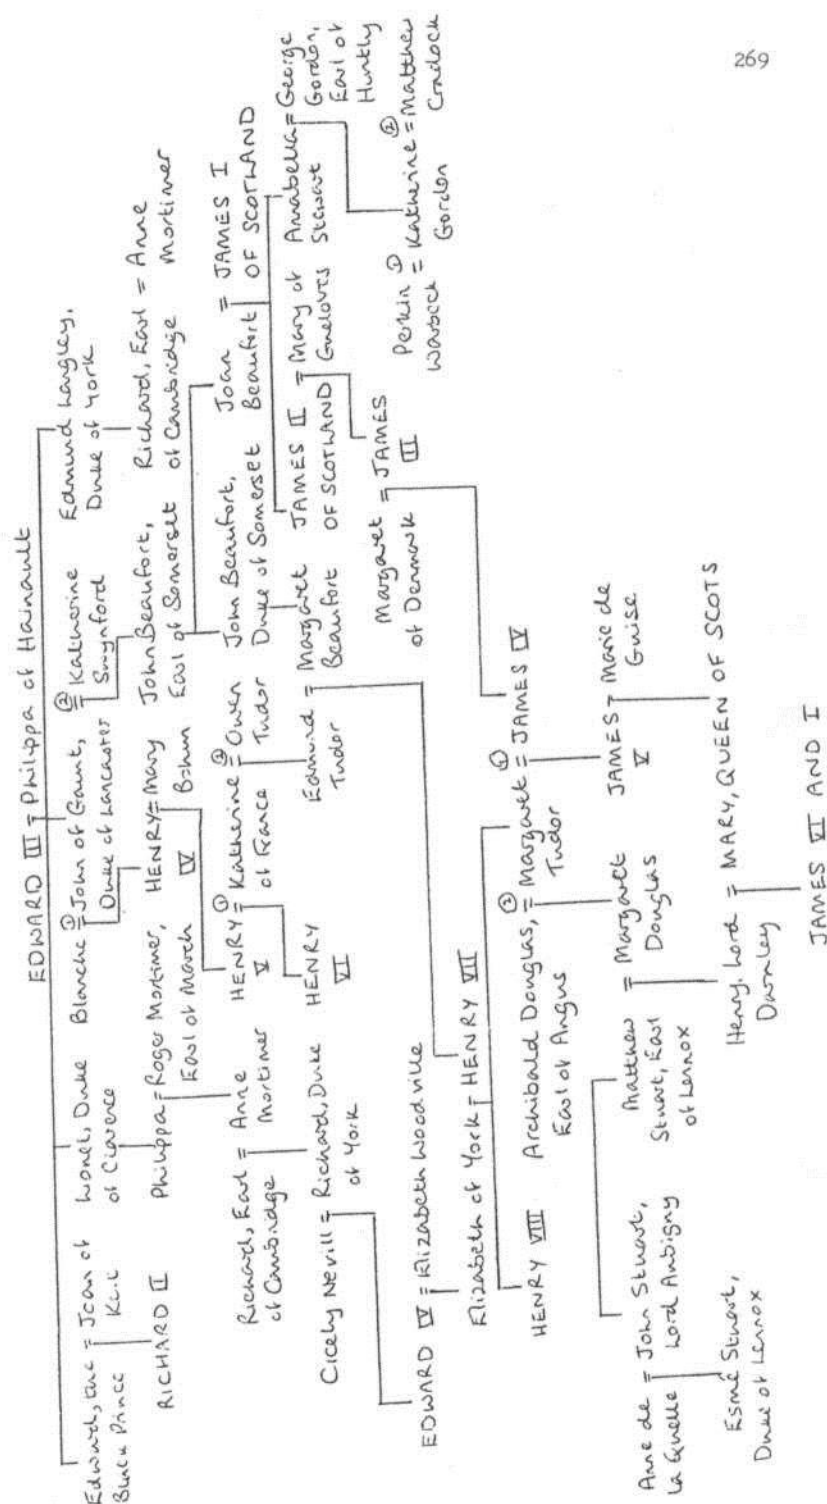 269
EDWARD III = Philippa of Hainault
Edward, the = Joan of
Black Prince Kent
Lionel, Duke
of Clarence
Blanche ① = John of Gaunt, ② = Katherine
Duke of Lancaster Swynford
Edmund Langley,
Duke of York
RICHARD II
Philippa = Roger Mortimer,
Earl of March
HENRY = Mary
IV Bohun
John Beaufort,
Earl of Somerset
Richard, Earl = Anne
of Cambridge Mortimer
Richard, Earl = Anne
of Cambridge Mortimer
HENRY ① = Katherine ② = Owen
V of France Tudor
John Beaufort,
Duke of Somerset
Joan = JAMES I
Beaufort OF SCOTLAND
Cicely Nevill = Richard, Duke
of York
HENRY
VI
Edmund = Margaret
Tudor Beaufort
JAMES II = Mary of
OF SCOTLAND Gueldres
Annabella = George
Stewart Gordon,
Earl of
Huntly
EDWARD IV = Elizabeth Woodville
Margaret = JAMES
of Denmark III
Perkin ① = Katherine ② = Matthew
Warbeck Gordon Cradock
Elizabeth of York = HENRY VII
HENRY VIII
Archibald Douglas, ② = Margaret ① = JAMES IV
Earl of Angus Tudor
Anne de = John Stuart,
la Quelle Lord Aubigny
Matthew = Margaret
Stuart, Earl Douglas
of Lennox
JAMES = Marie de
V Guise
Esmé Stuart,
Duke of Lennox
Henry, Lord = MARY, QUEEN OF SCOTS
Darnley
JAMES VI AND I